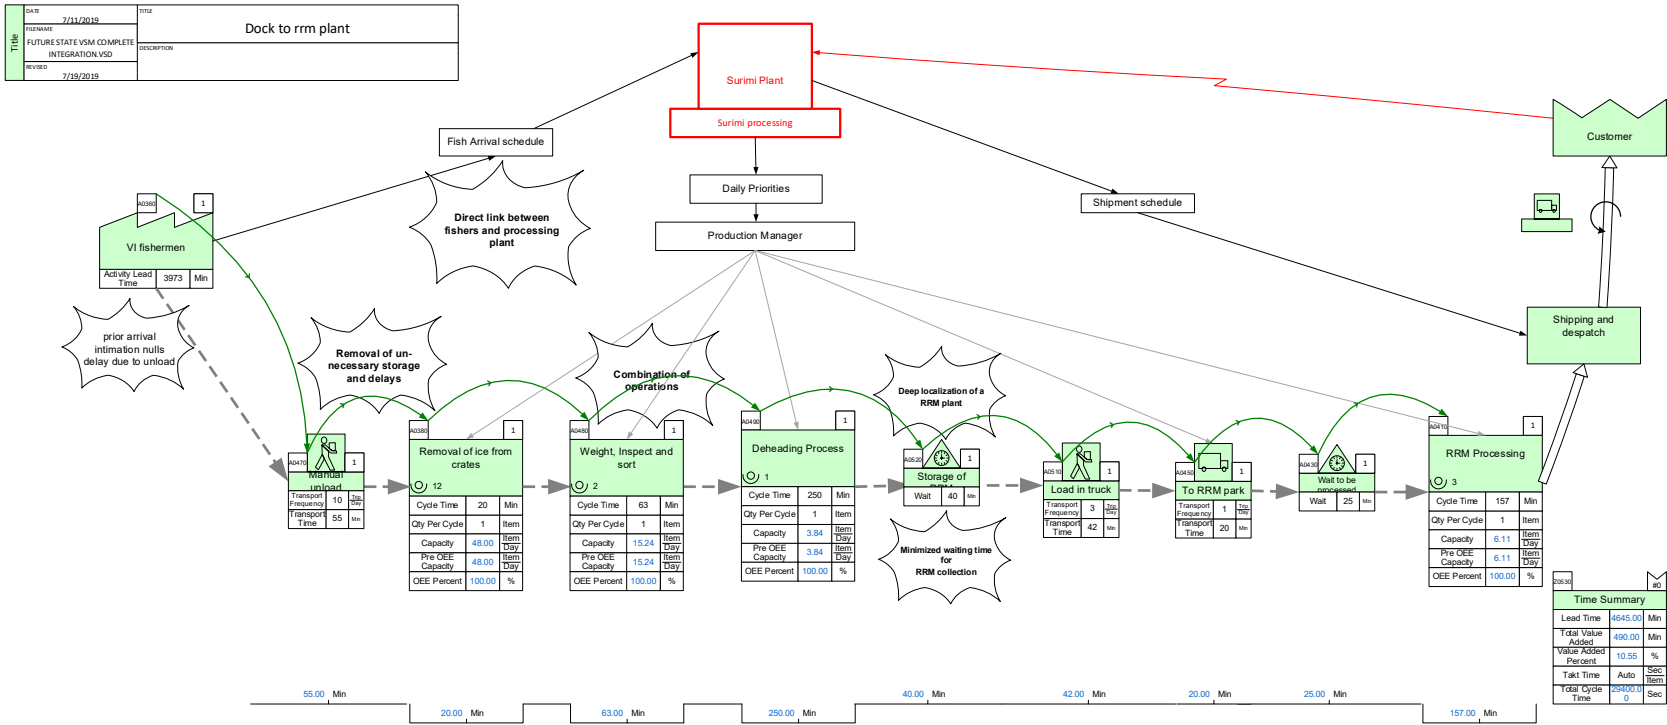 Title
DATE
7/11/2019
FILENAME
FUTURE STATE VSM COMPLETE
INTEGRATION.VSD
REVISED
7/19/2019
TITLE
Dock to rrm plant
DESCRIPTION
Surimi Plant
Surimi processing
Customer
Fish Arrival schedule
Daily Priorities
Shipment schedule
Production Manager
A0360
1
VI fishermen
Activity Lead
Time
3973
Min
Direct link between
fishers and processing
plant
Shipping and
despatch
prior arrival
intimation nulls
delay due to unload
Removal of un-
necessary storage
and delays
Combination of
operations
Deep localization of a
RRM plant
Minimized waiting time
for
RRM collection
A0470
1
Manual
unload
Transport
Frequency
10
Trip
Day
Transport
Time
55
Min
A0380
1
Removal of ice from
crates
12
Cycle Time
20
Min
Qty Per Cycle
1
Item
Capacity
48.00
Item
Day
Pre OEE
Capacity
48.00
Item
Day
OEE Percent
100.00
%
A0480
1
Weight, Inspect and
sort
2
Cycle Time
63
Min
Qty Per Cycle
1
Item
Capacity
15.24
Item
Day
Pre OEE
Capacity
15.24
Item
Day
OEE Percent
100.00
%
A0490
1
Deheading Process
1
Cycle Time
250
Min
Qty Per Cycle
1
Item
Capacity
3.84
Item
Day
Pre OEE
Capacity
3.84
Item
Day
OEE Percent
100.00
%
A0520
1
Storage of
RRM
Wait
40
Min
A0510
1
Load in truck
Transport
Frequency
3
Trip
Day
Transport
Time
42
Min
A0450
1
To RRM park
Transport
Frequency
1
Trip
Day
Transport
Time
20
Min
A0430
1
Wait to be
processed
Wait
25
Min
A0410
1
RRM Processing
3
Cycle Time
157
Min
Qty Per Cycle
1
Item
Capacity
6.11
Item
Day
Pre OEE
Capacity
6.11
Item
Day
OEE Percent
100.00
%
Z0530
#0
Time Summary
Lead Time
4645.00
Min
Total Value
Added
490.00
Min
Value Added
Percent
10.55
%
Takt Time
Auto
Sec
Item
Total Cycle
Time
29400.0
0
Sec
55.00 Min
20.00 Min
63.00 Min
250.00 Min
40.00 Min
42.00 Min
20.00 Min
25.00 Min
157.00 Min